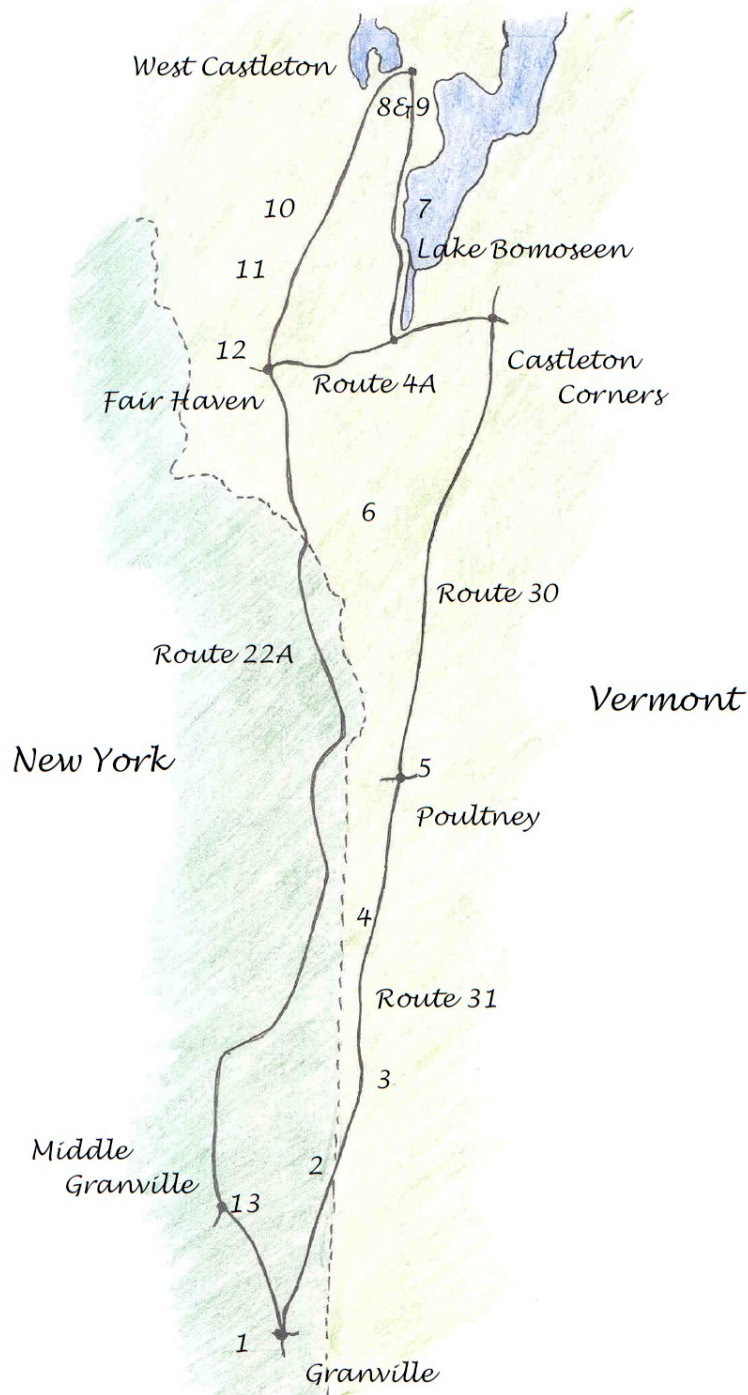 West Castleton
8&9
10
7
Lake Bomoseen
11
12
Castleton
Corners
Route 4A
Fair Haven
6
Route 30
Route 22A
Vermont
New York
5
Poultney
4
Route 31
3
Middle
Granville
2
13
1
Granville